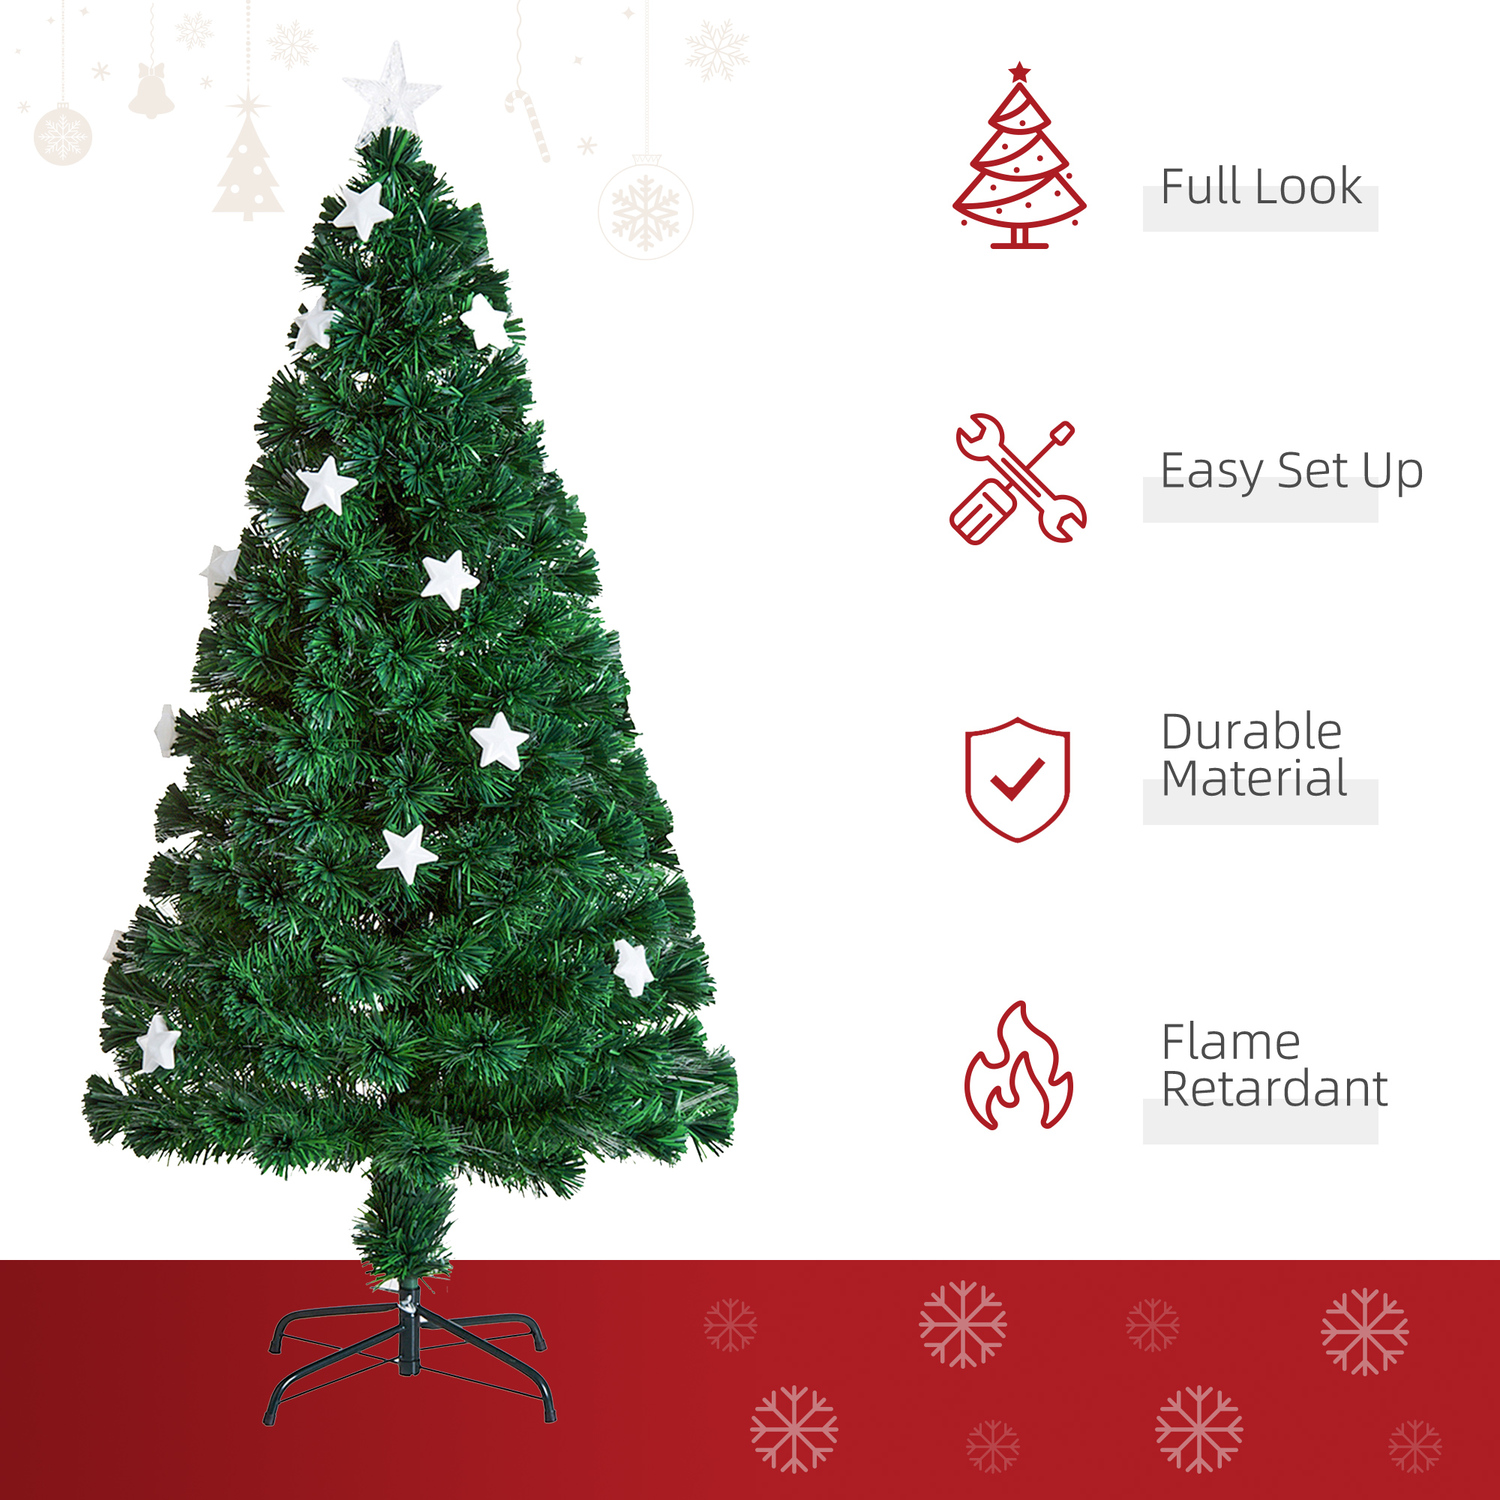 Full Look
Easy Set Up
Durable
Material
Flame
Retardant